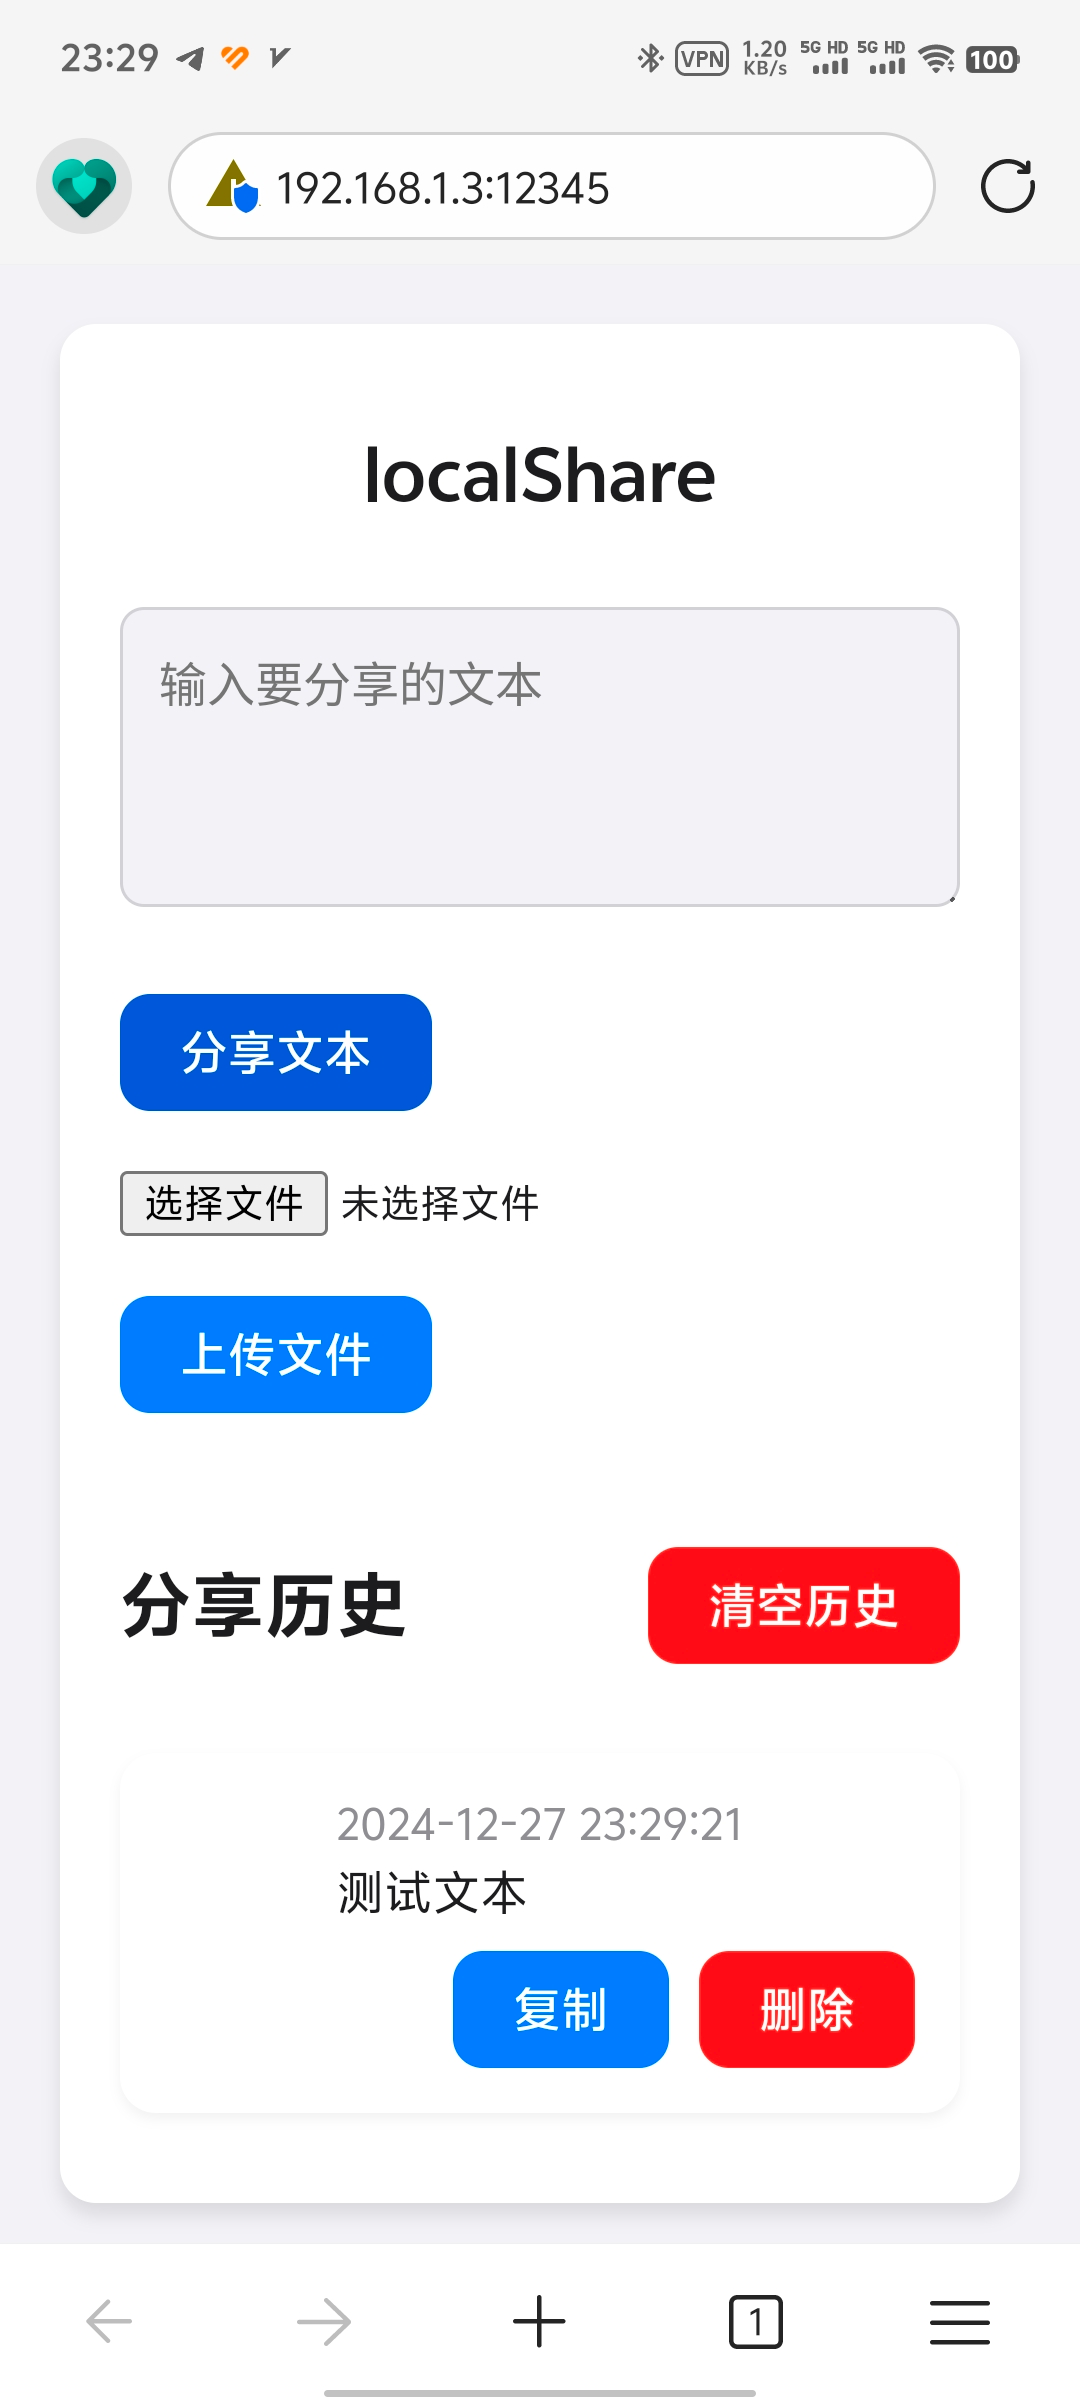 23:29 VPN 1.20 KB/s 5G HD 5G HD 100
192.168.1.3:12345
localShare
输入要分享的文本
分享文本
选择文件 未选择文件
上传文件
分享历史 清空历史
2024-12-27 23:29:21
测试文本
复制 删除
1